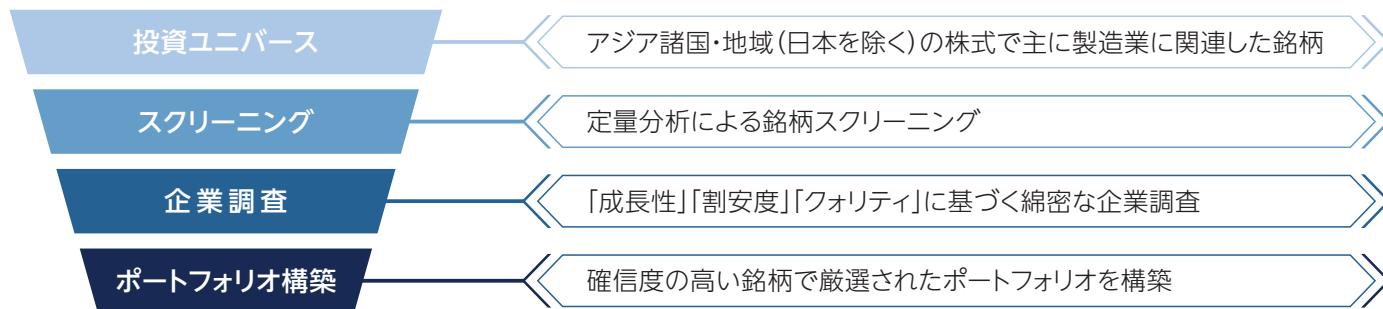 投資ユニバース
アジア諸国・地域(日本を除く)の株式で主に製造業に関連した銘柄
スクリーニング
定量分析による銘柄スクリーニング
企業調査
「成長性」「割安度」「クォリティ」に基づく綿密な企業調査
ポートフォリオ構築
確信度の高い銘柄で厳選されたポートフォリオを構築